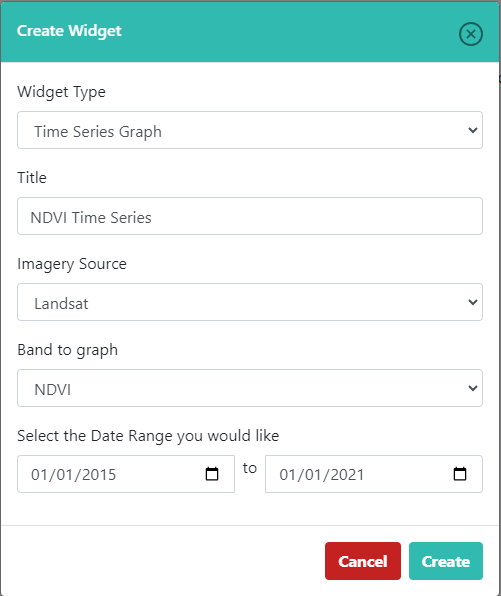 Create Widget
Widget Type
Time Series Graph
Title
NDVI Time Series
Imagery Source
Landsat
Band to graph
NDVI
Select the Date Range you would like
01/01/2015 to 01/01/2021
Cancel Create